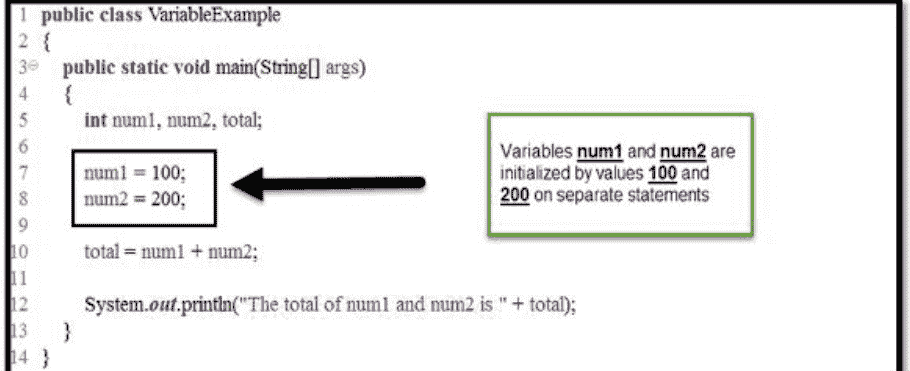 1 public class VariableExample
2 {
3 public static void main(String[] args)
4 {
5 int num1, num2, total;
6
7 num1 = 100;
8 num2 = 200;
9
10 total = num1 + num2;
11
12 System.out.println("The total of num1 and num2 is " + total);
13 }
14 }
Variables num1 and num2 are
initialized by values 100 and
200 on separate statements